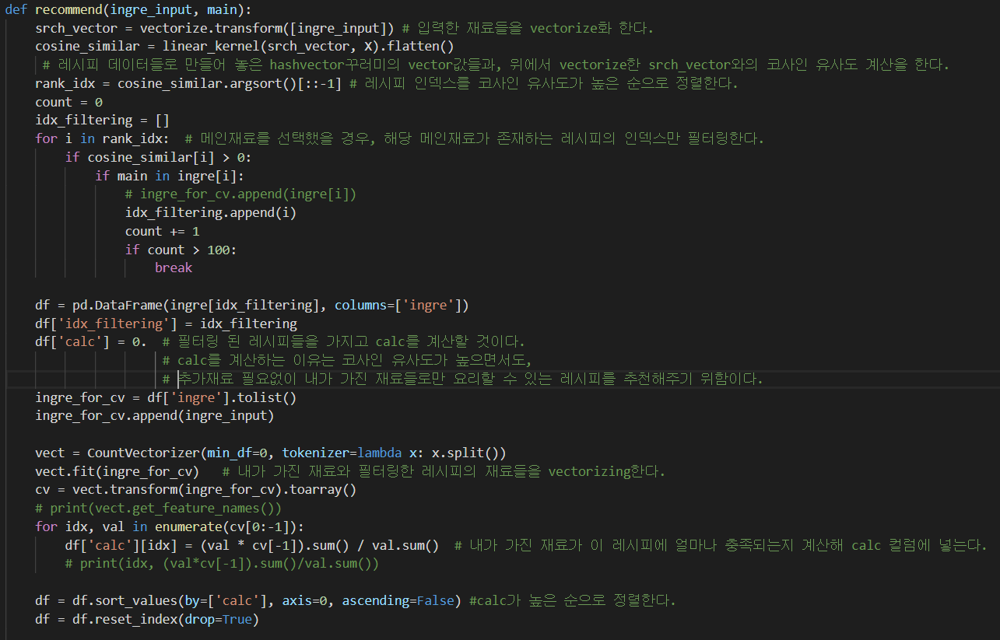 def recommend(ingre_input, main):
    srch_vector = vectorize.transform([ingre_input]) # 입력한 재료들을 vectorize화 한다.
    cosine_similar = linear_kernel(srch_vector, X).flatten()
     # 레시피 데이터들로 만들어 놓은 hashvector꾸러미의 vector값들과, 위에서 vectorize한 srch_vector와의 코사인 유사도 계산을 한다.
    rank_idx = cosine_similar.argsort()[::-1] # 레시피 인덱스를 코사인 유사도가 높은 순으로 정렬한다.
    count = 0
    idx_filtering = []
    for i in rank_idx:  # 메인재료를 선택했을 경우, 해당 메인재료가 존재하는 레시피의 인덱스만 필터링한다.
        if cosine_similar[i] > 0:
            if main in ingre[i]:
                # ingre_for_cv.append(ingre[i])
                idx_filtering.append(i)
                count += 1
                if count > 100:
                    break

    df = pd.DataFrame(ingre[idx_filtering], columns=['ingre'])
    df['idx_filtering'] = idx_filtering
    df['calc'] = 0.  # 필터링 된 레시피들을 가지고 calc를 계산할 것이다.
                     # calc를 계산하는 이유는 코사인 유사도가 높으면서도,
                     # 추가재료 필요없이 내가 가진 재료들로만 요리할 수 있는 레시피를 추천해주기 위함이다.
    ingre_for_cv = df['ingre'].tolist()
    ingre_for_cv.append(ingre_input)

    vect = CountVectorizer(min_df=0, tokenizer=lambda x: x.split())
    vect.fit(ingre_for_cv)   # 내가 가진 재료와 필터링한 레시피의 재료들을 vectorizing한다.
    cv = vect.transform(ingre_for_cv).toarray()
    # print(vect.get_feature_names())
    for idx, val in enumerate(cv[0:-1]):
        df['calc'][idx] = (val * cv[-1]).sum() / val.sum()  # 내가 가진 재료가 이 레시피에 얼마나 충족되는지 계산해 calc 컬럼에 넣는다.
        # print(idx, (val*cv[-1]).sum()/val.sum())

    df = df.sort_values(by=['calc'], axis=0, ascending=False) #calc가 높은 순으로 정렬한다.
    df = df.reset_index(drop=True)